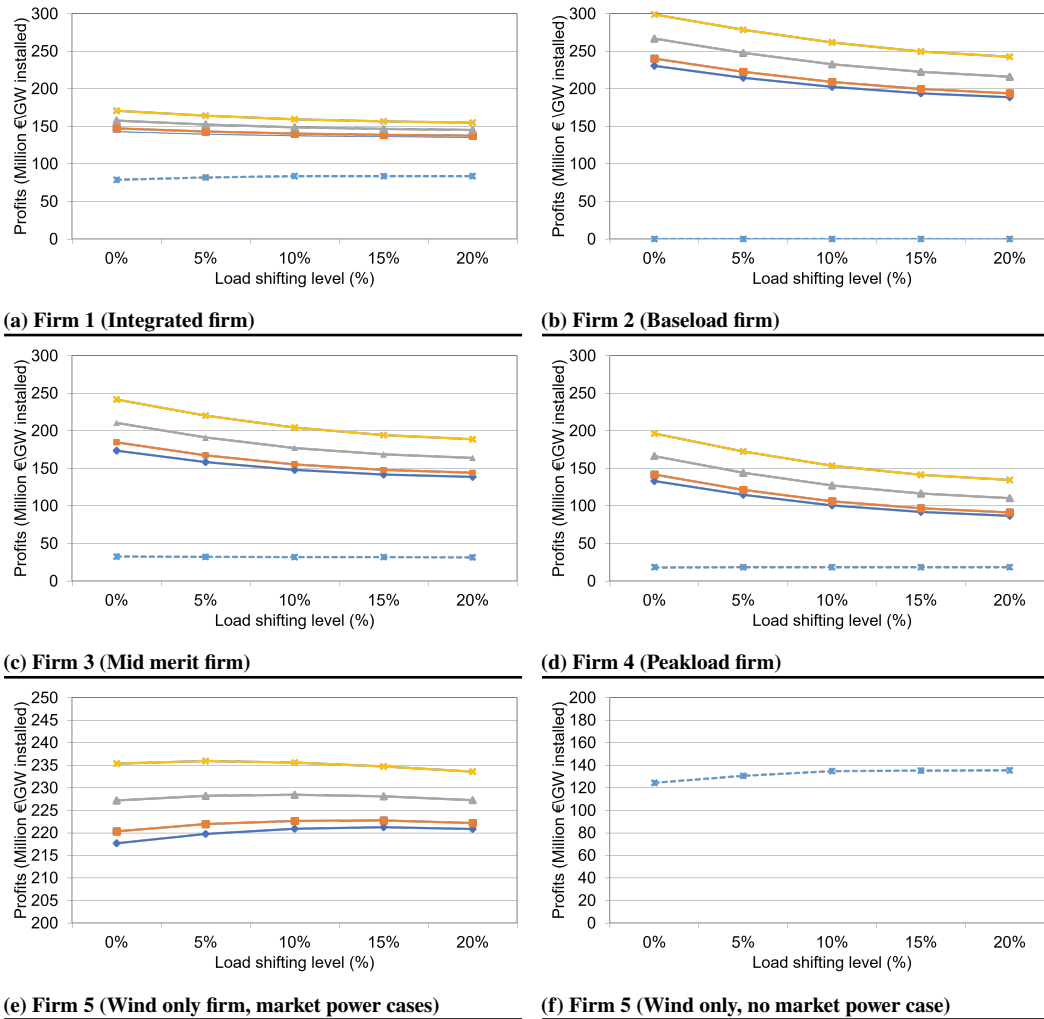 Profits (Million €\GW installed)
300
250
200
150
100
50
0
0% 5% 10% 15% 20%
Load shifting level (%)
(a) Firm 1 (Integrated firm)
Profits (Million €\GW installed)
300
250
200
150
100
50
0
0% 5% 10% 15% 20%
Load shifting level (%)
(b) Firm 2 (Baseload firm)
Profits (Million €\GW installed)
300
250
200
150
100
50
0
0% 5% 10% 15% 20%
Load shifting level (%)
(c) Firm 3 (Mid merit firm)
Profits (Million €\GW installed)
300
250
200
150
100
50
0
0% 5% 10% 15% 20%
Load shifting level (%)
(d) Firm 4 (Peakload firm)
Profits (Million €\GW installed)
250
245
240
235
230
225
220
215
210
205
200
0% 5% 10% 15% 20%
Load shifting level (%)
(e) Firm 5 (Wind only firm, market power cases)
Profits (Million €\GW installed)
200
180
160
140
120
100
80
60
40
20
0
0% 5% 10% 15% 20%
Load shifting level (%)
(f) Firm 5 (Wind only, no market power case)